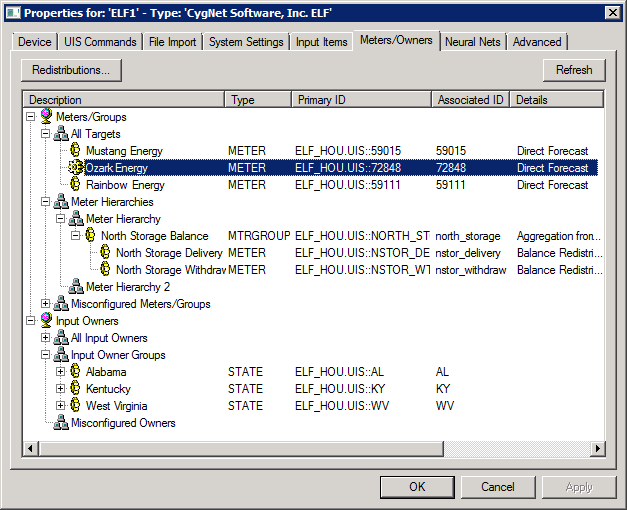 Properties for: 'ELF1' - Type: 'CygNet Software, Inc. ELF'
Device UIS Commands File Import System Settings Input Items Meters/Owners Neural Nets Advanced
Redistributions... Refresh
Description Type Primary ID Associated ID Details
Meters/Groups
All Targets
Mustang Energy METER ELF_HOU.UIS::59015 59015 Direct Forecast
Ozark Energy METER ELF_HOU.UIS::72848 72848 Direct Forecast
Rainbow Energy METER ELF_HOU.UIS::59111 59111 Direct Forecast
Meter Hierarchies
Meter Hierarchy
North Storage Balance MTRGROUP ELF_HOU.UIS::NORTH_ST north_storage Aggregation from...
North Storage Delivery METER ELF_HOU.UIS::NSTOR_DE nstor_delivery Balance Redistri...
North Storage Withdraw METER ELF_HOU.UIS::NSTOR_WT nstor_withdraw Balance Redistri...
Meter Hierarchy 2
Misconfigured Meters/Groups
Input Owners
All Input Owners
Input Owner Groups
Alabama STATE ELF_HOU.UIS::AL AL
Kentucky STATE ELF_HOU.UIS::KY KY
West Virginia STATE ELF_HOU.UIS::WV WV
Misconfigured Owners
OK Cancel Apply